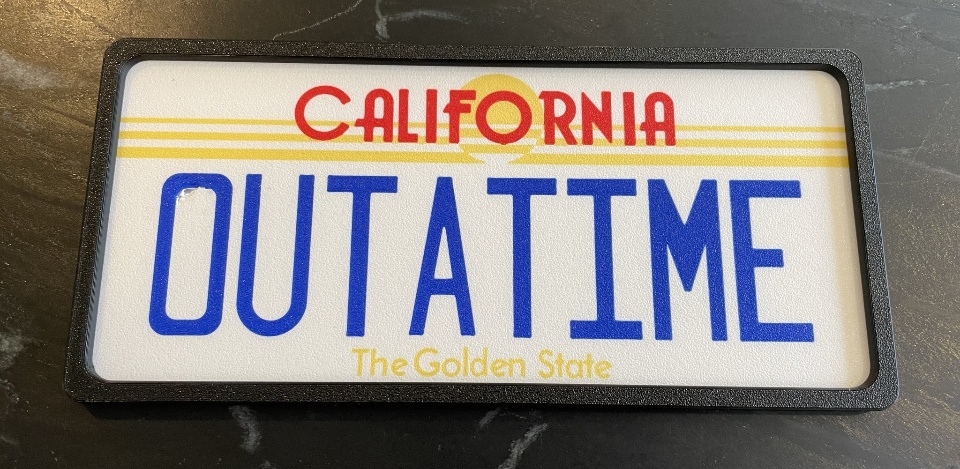 CALIFORNIA
OUTATIME
The Golden State